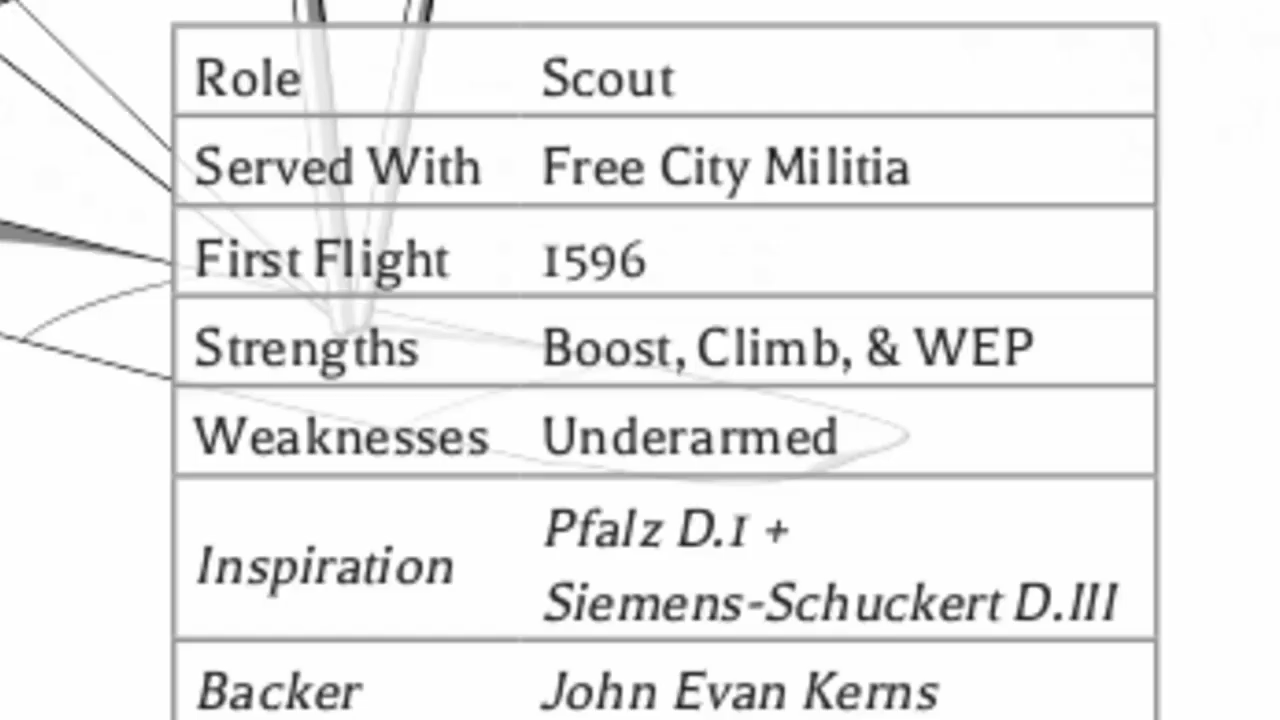 Role Scout
Served With Free City Militia
First Flight 1596
Strengths Boost, Climb, & WEP
Weaknesses Underarmed
Inspiration Pfalz D.I +
Siemens-Schuckert D.III
Backer John Evan Kerns